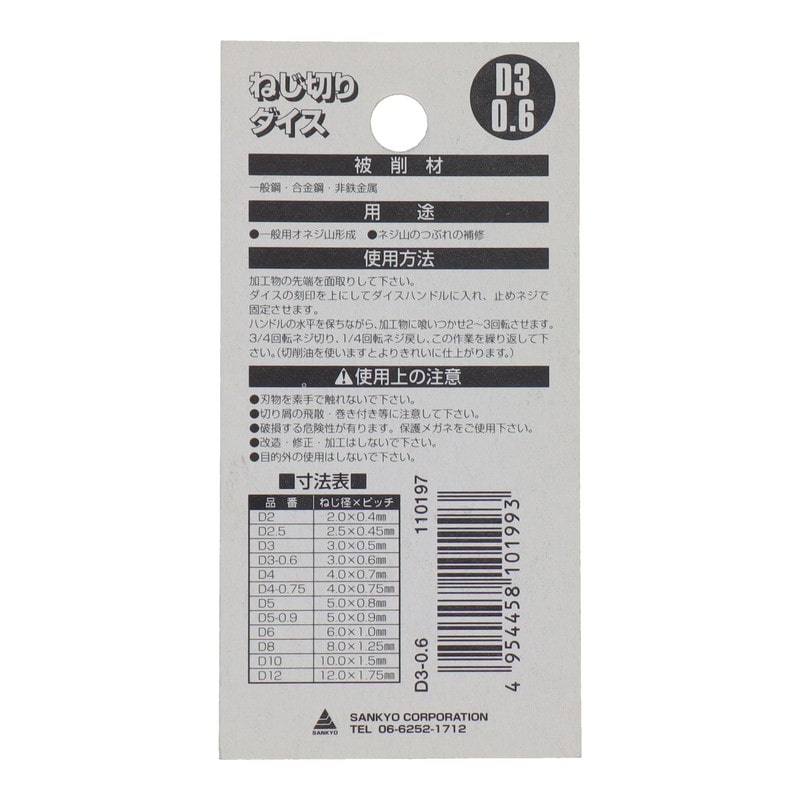 ねじ切り
ダイス
D3
0.6
被削材
一般鋼・合金鋼・非鉄金属
用 途
●一般用オネジ山形成 ●ネジ山のつぶれの補修
使用方法
加工物の先端を面取りして下さい。
ダイスの刻印を上にしてダイスハンドルに入れ、止めネジで
固定させます。
ハンドルの水平を保ちながら、加工物に喰いつかせ2～3回転させます。
3/4回転ネジ切り、1/4回転ネジ戻し、この作業を繰り返して下
さい。(切削油を使いますとよりきれいに仕上がります。)
⚠使用上の注意
●刃物を素手で触れないで下さい。
●切り屑の飛散・巻き付き等に注意して下さい。
●破損する危険性が有ります。保護メガネをご使用下さい。
●改造・修正・加工はしないで下さい。
●目的外の使用はしないで下さい。
■寸法表■
品 番 ねじ径×ピッチ
D2 2.0×0.4㎜
D2.5 2.5×0.45㎜
D3 3.0×0.5㎜
D3-0.6 3.0×0.6㎜
D4 4.0×0.7㎜
D4-0.75 4.0×0.75㎜
D5 5.0×0.8㎜
D5-0.9 5.0×0.9㎜
D6 6.0×1.0㎜
D8 8.0×1.25㎜
D10 10.0×1.5㎜
D12 12.0×1.75㎜
D3-0.6 110197
4 954458 101993
SANKYO
SANKYO CORPORATION
TEL 06-6252-1712